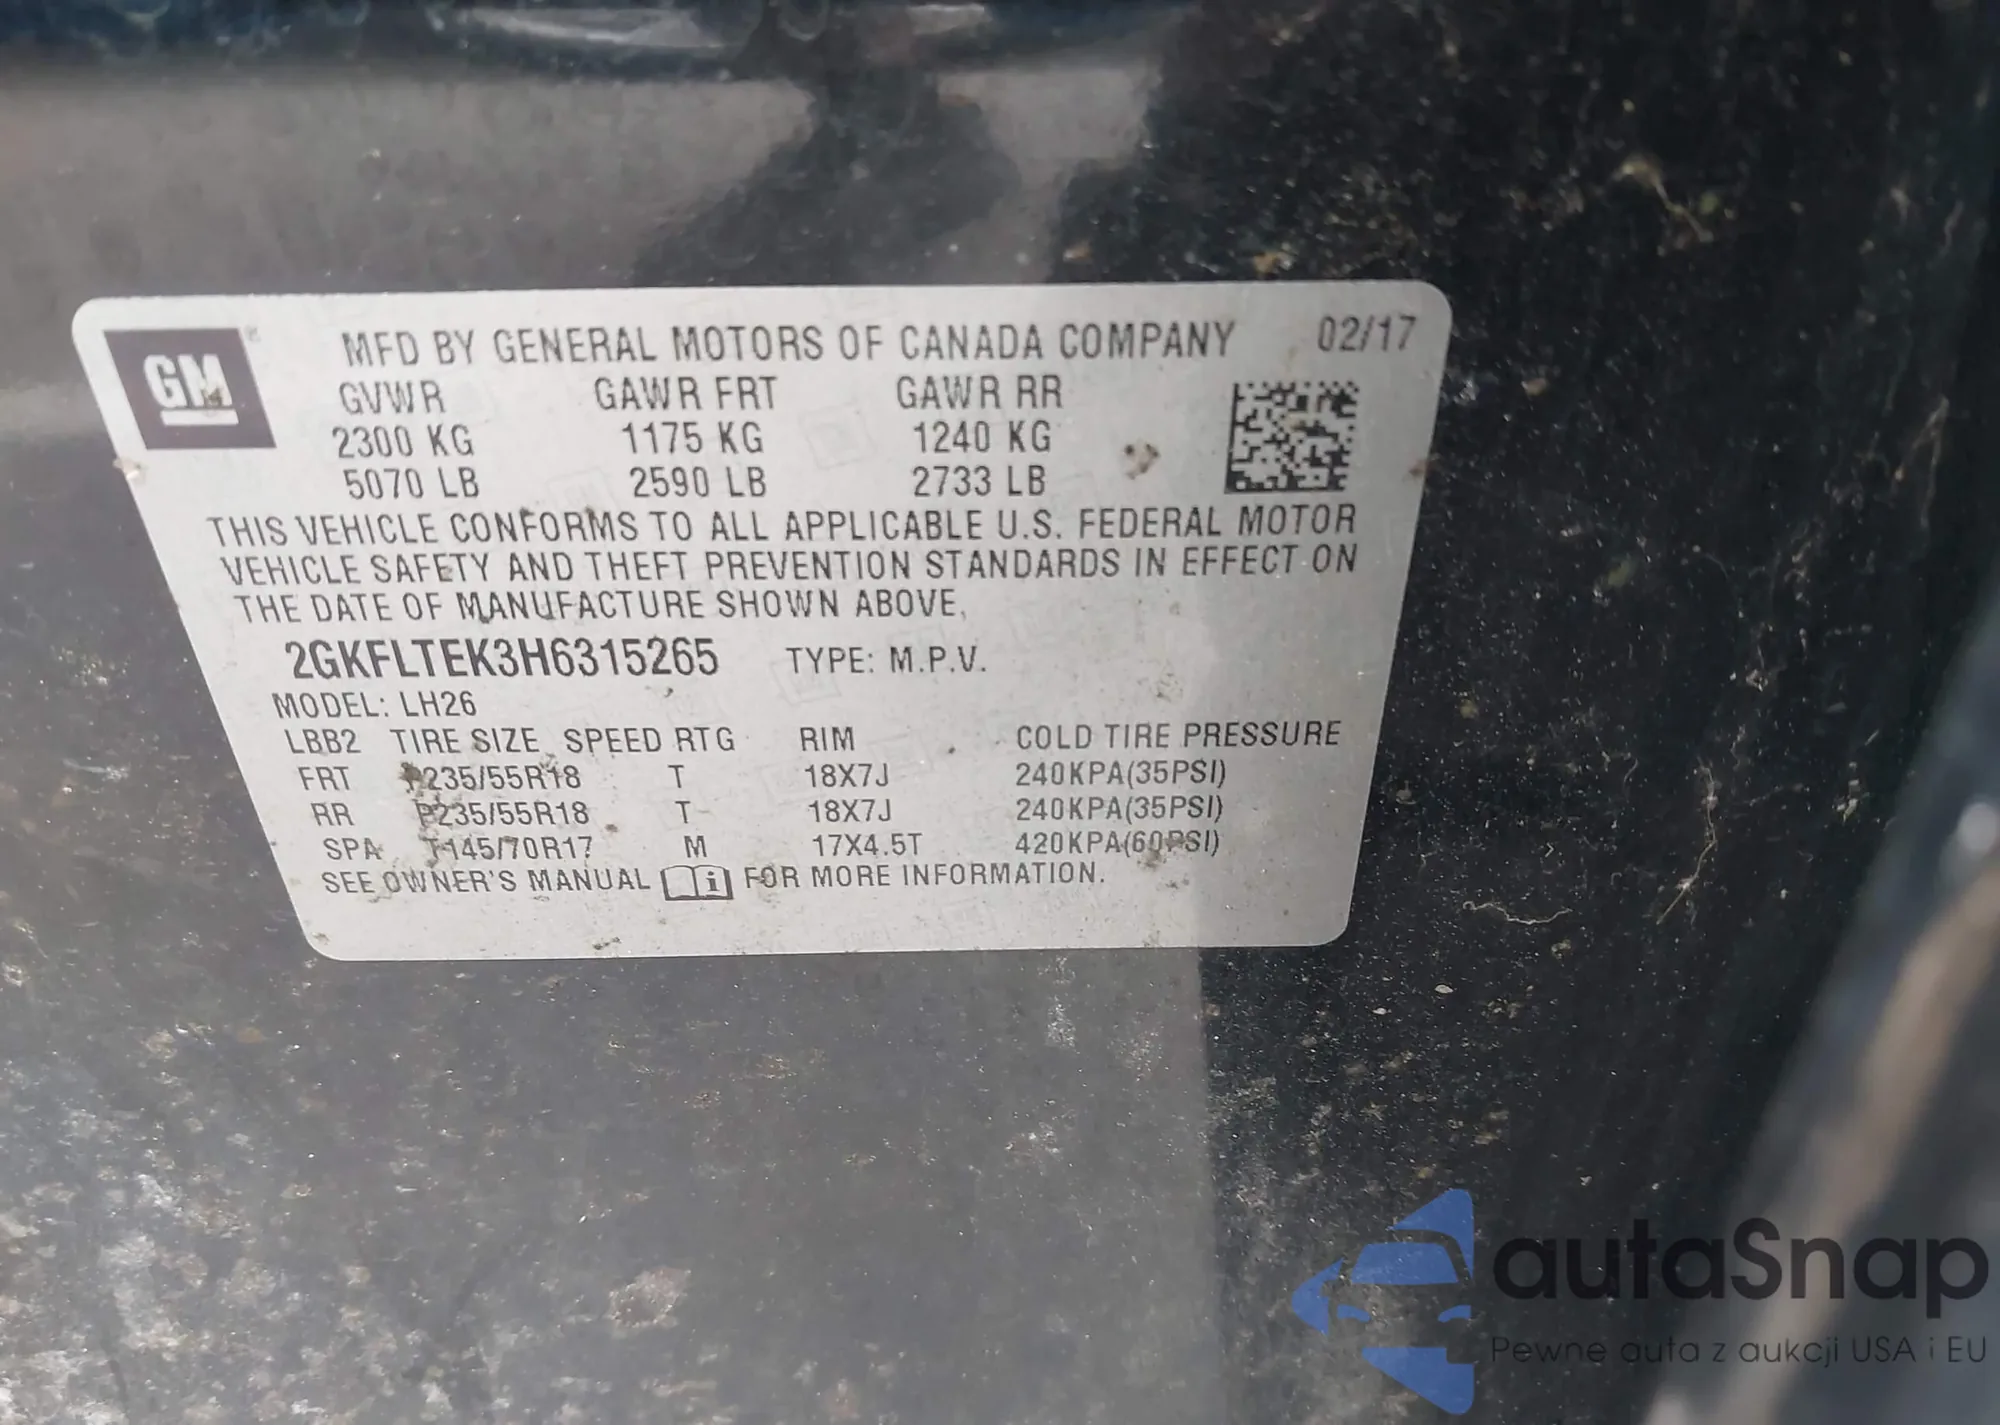 GM
MFD BY GENERAL MOTORS OF CANADA COMPANY 02/17
GVWR GAWR FRT GAWR RR
2300 KG 1175 KG 1240 KG
5070 LB 2590 LB 2733 LB
THIS VEHICLE CONFORMS TO ALL APPLICABLE U.S. FEDERAL MOTOR
VEHICLE SAFETY AND THEFT PREVENTION STANDARDS IN EFFECT ON
THE DATE OF MANUFACTURE SHOWN ABOVE.
2GKFLTEK3H6315265 TYPE: M.P.V.
MODEL: LH26
LBB2 TIRE SIZE SPEED RTG RIM COLD TIRE PRESSURE
FRT P235/55R18 T 18X7J 240KPA(35PSI)
RR P235/55R18 T 18X7J 240KPA(35PSI)
SPA T145/70R17 M 17X4.5T 420KPA(60PSI)
SEE OWNER'S MANUAL i FOR MORE INFORMATION.
autaSnap
Pewne auta z aukcji USA i EU